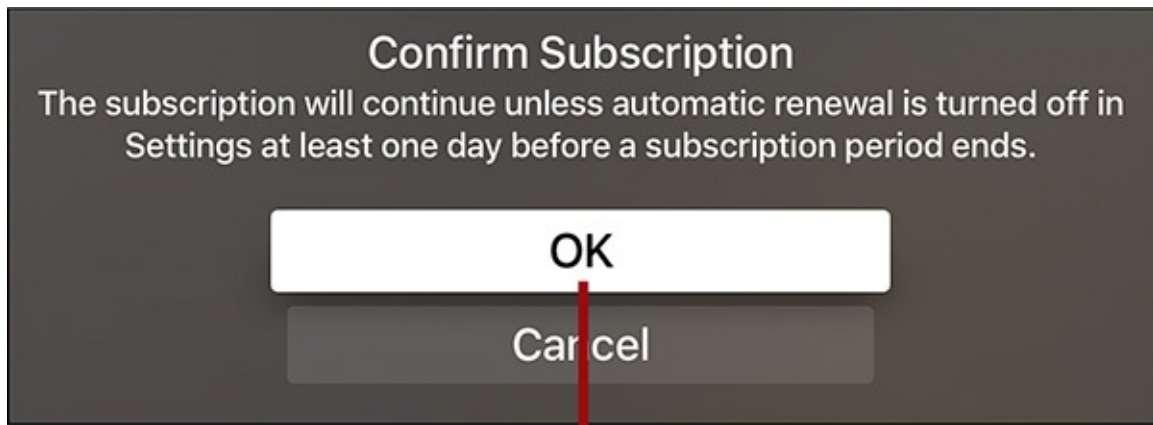 Confirm Subscription
The subscription will continue unless automatic renewal is turned off in
Settings at least one day before a subscription period ends.
OK
Cancel